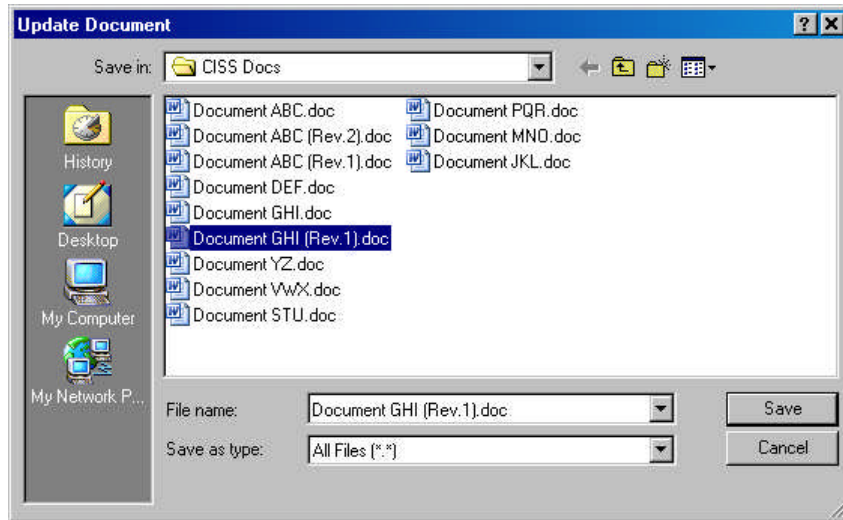 Update Document
Save in: CISS Docs
History
Desktop
My Computer
My Network P...
Document ABC.doc
Document ABC (Rev.2).doc
Document ABC (Rev.1).doc
Document DEF.doc
Document GHI.doc
Document GHI (Rev.1).doc
Document YZ.doc
Document VWX.doc
Document STU.doc
Document PQR.doc
Document MNO.doc
Document JKL.doc
File name: Document GHI (Rev.1).doc
Save
Save as type: All Files (*.*)
Cancel